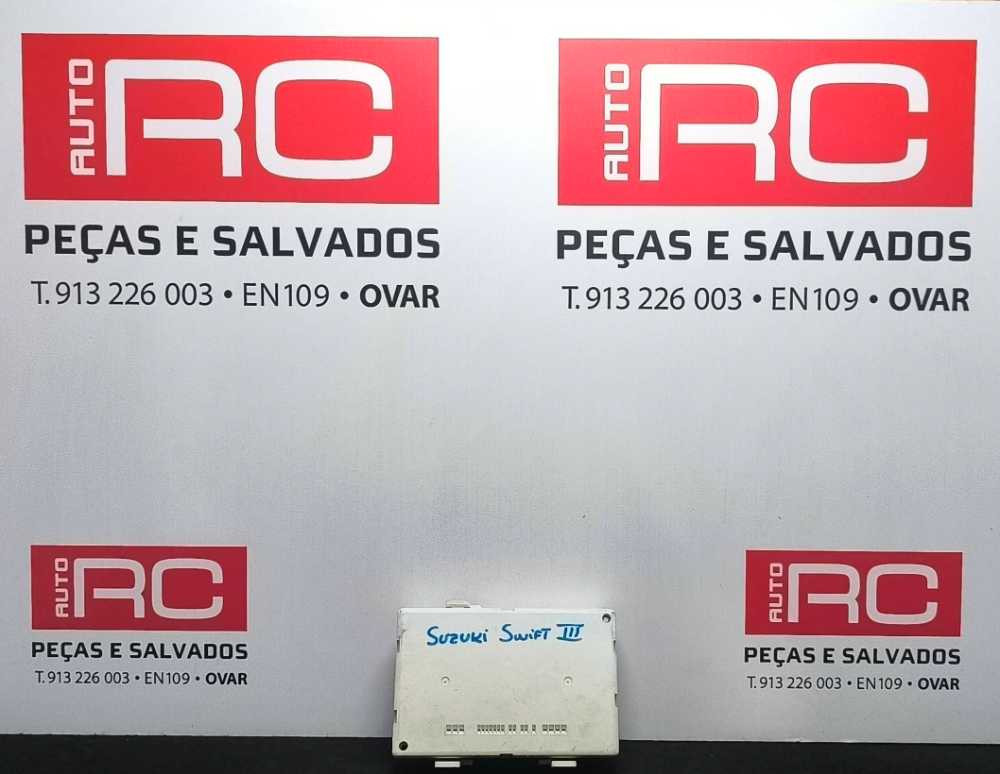 AUTO RC
PEÇAS E SALVADOS
T. 913 226 003 • EN109 • OVAR
AUTO RC
PEÇAS E SALVADOS
T. 913 226 003 • EN109 • OVAR
AUTO RC
PEÇAS E SALVADOS
T. 913 226 003 • EN109 • OVAR
SUZUKI SWIFT III
AUTO RC
PEÇAS E SALVADOS
T. 913 226 003 • EN109 • OVAR